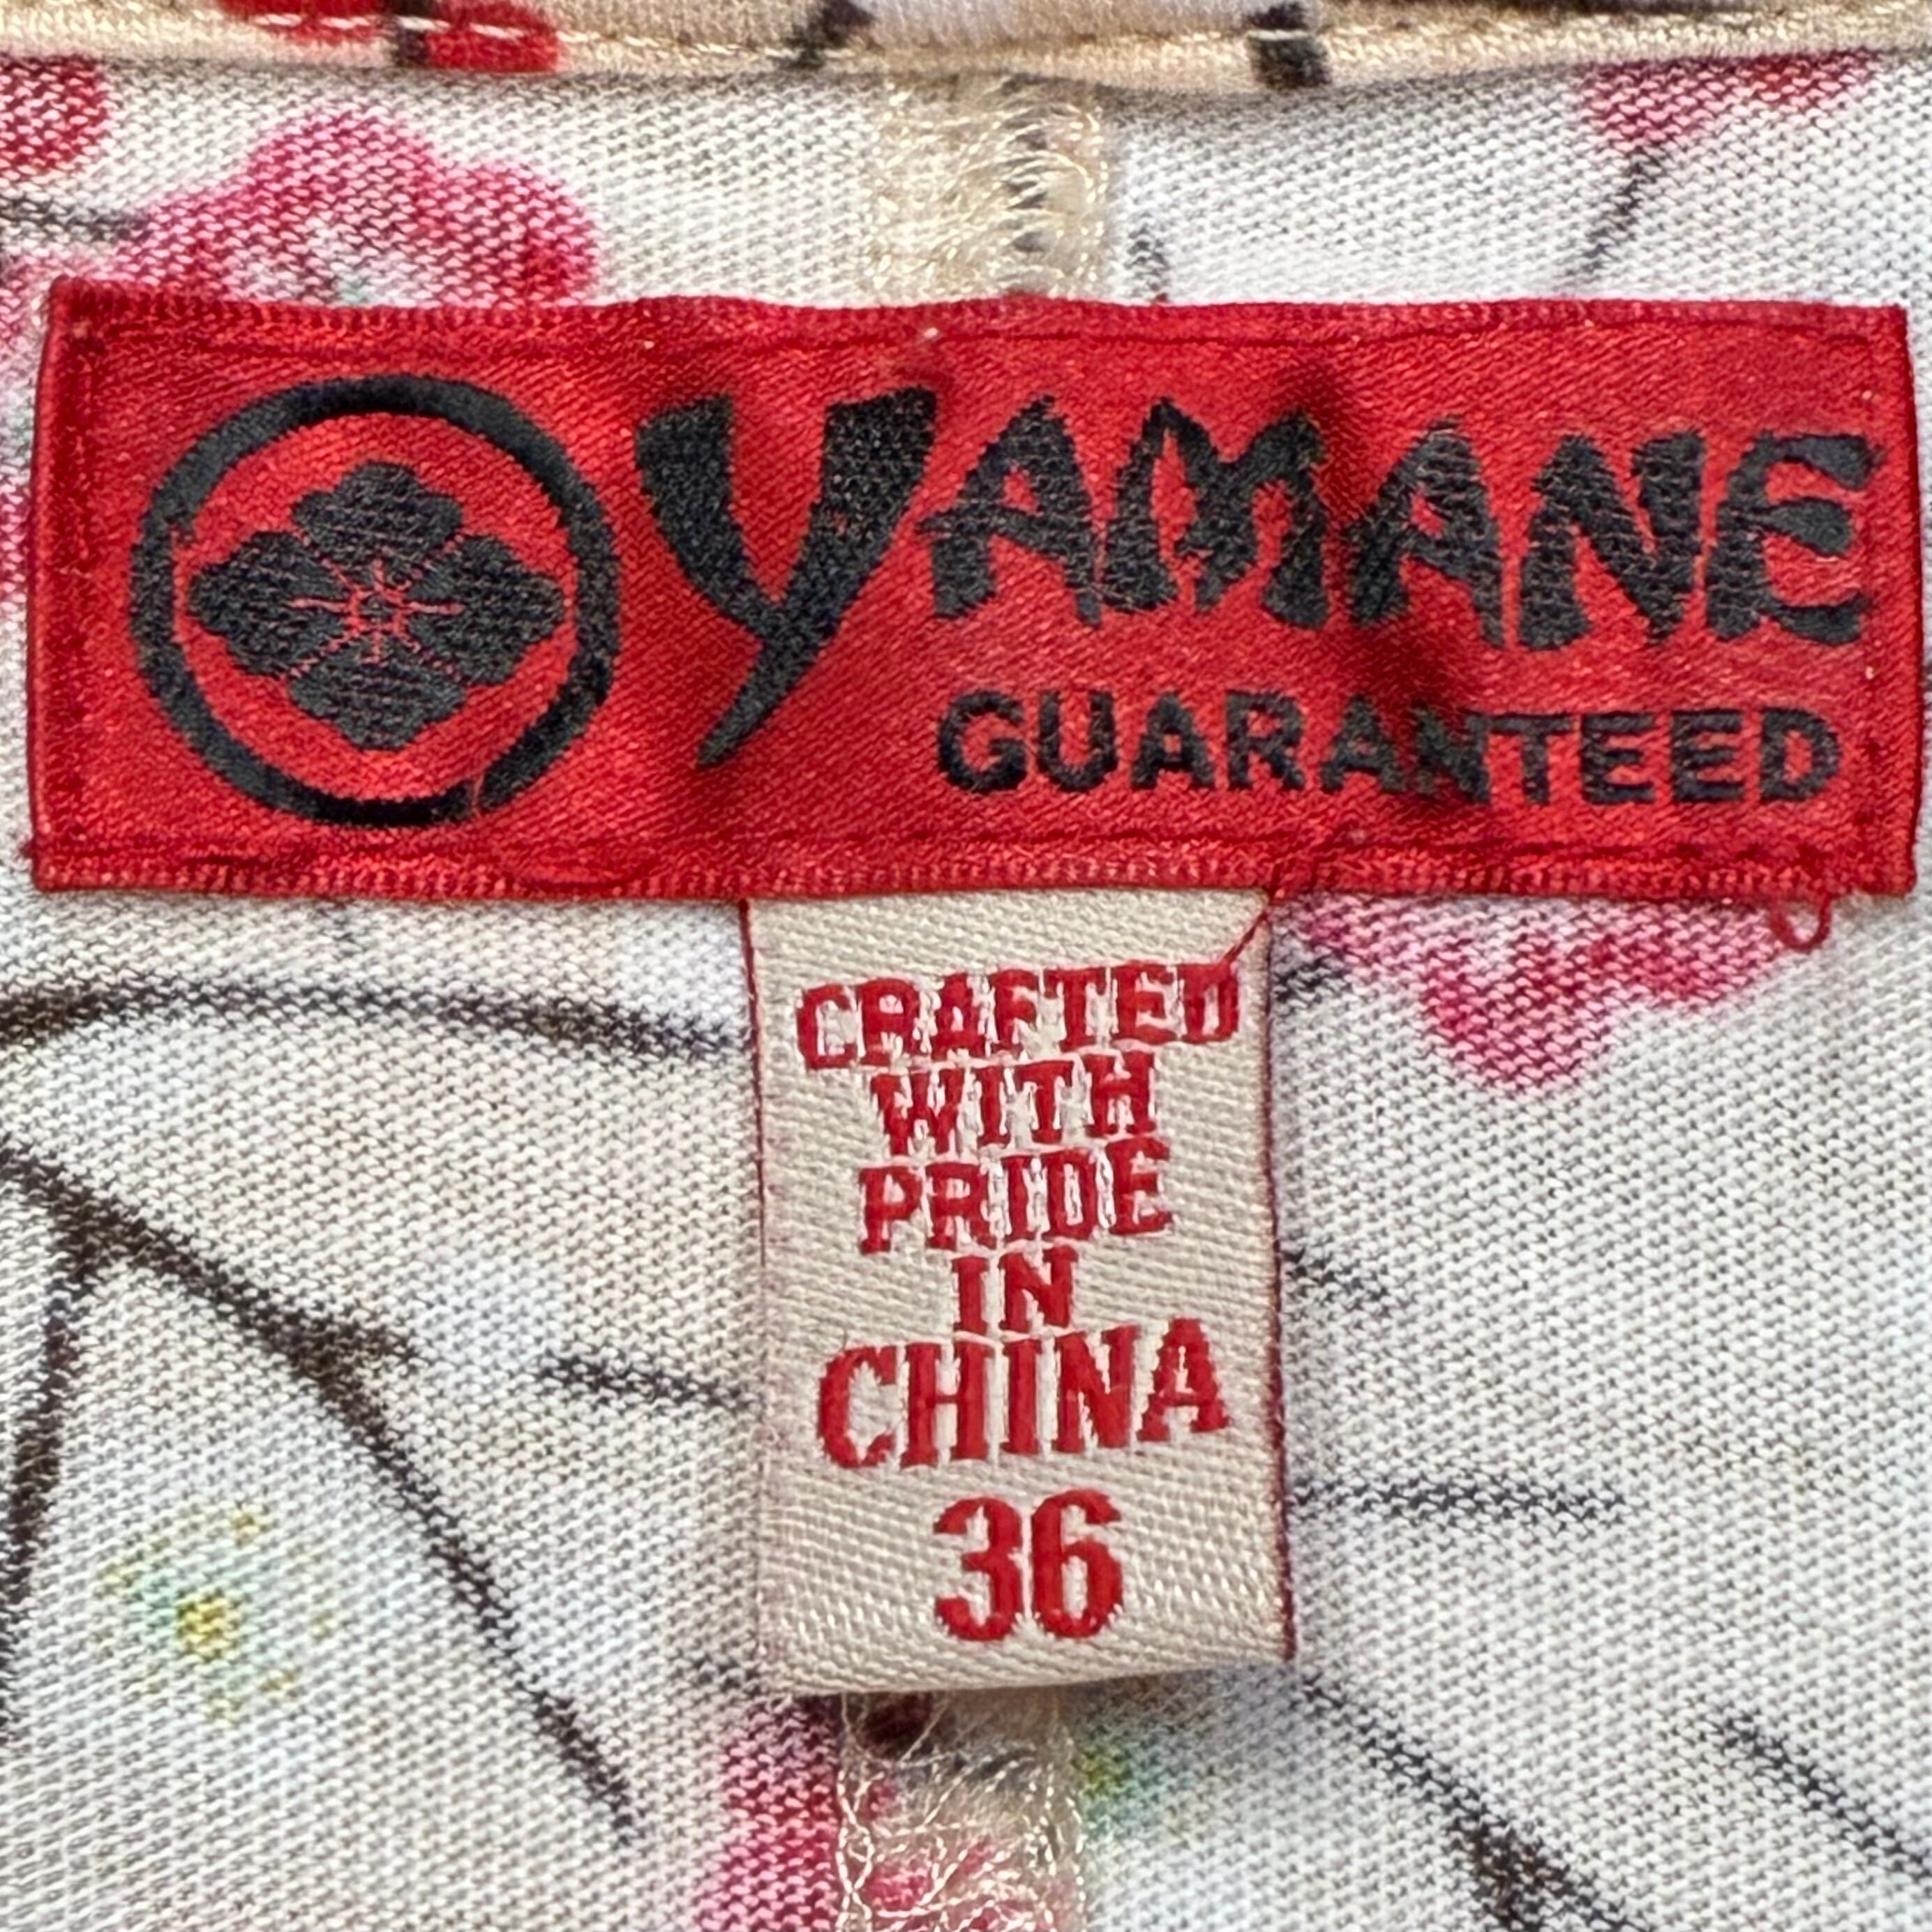 YAMANE
GUARANTEED
CRAFTED
WITH
PRIDE
IN
CHINA
36